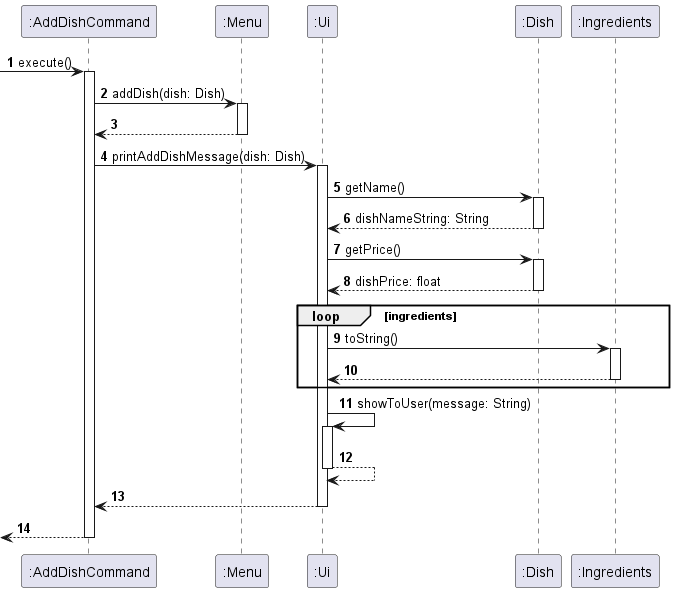 :AddDishCommand :Menu :Ui :Dish :Ingredients
1 execute()
2 addDish(dish: Dish)
3
4 printAddDishMessage(dish: Dish)
5 getName()
6 dishNameString: String
7 getPrice()
8 dishPrice: float
loop [ingredients]
9 toString()
10
11 showToUser(message: String)
12
13
14
:AddDishCommand :Menu :Ui :Dish :Ingredients